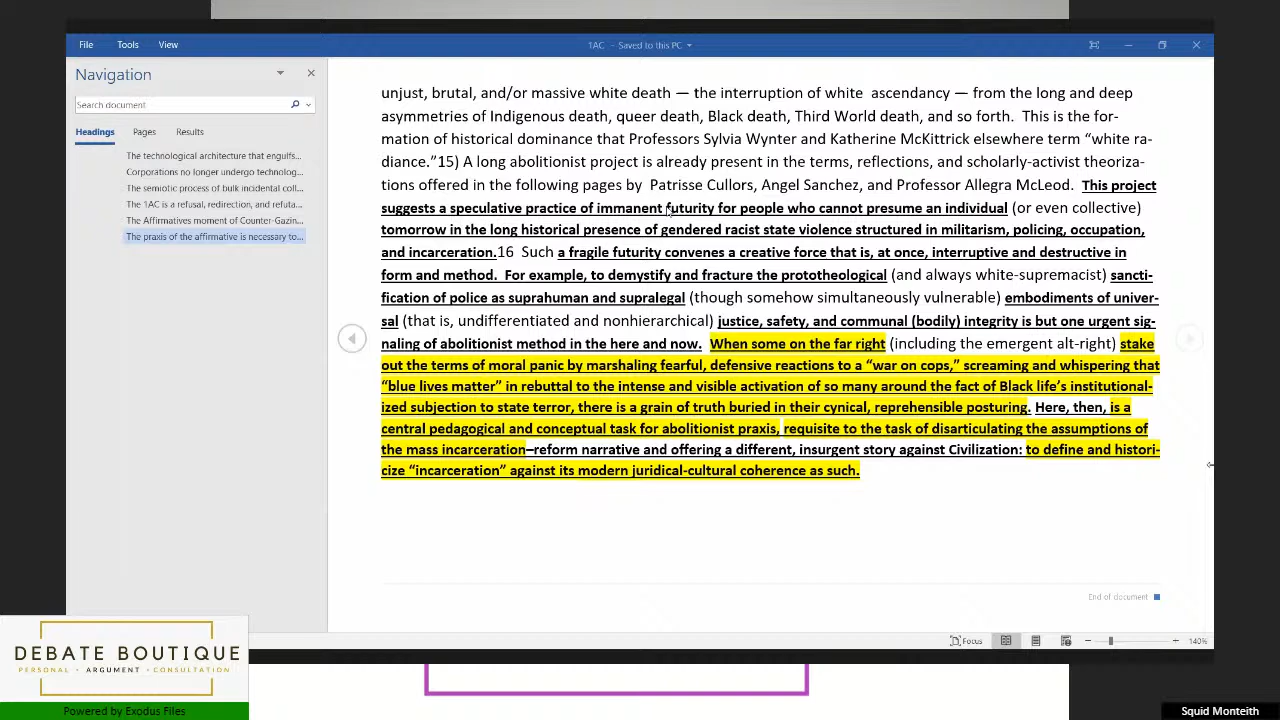 File Tools View
1AC - Saved to this PC
Navigation
Search document
Headings Pages Results
The technological architecture that engulfs...
Corporations no longer undergo technolog...
The semiotic process of bulk incidental coll...
The 1AC is a refusal, redirection, and refuta...
The Affirmatives moment of Counter-Gazin...
The praxis of the affirmative is necessary to...
unjust, brutal, and/or massive white death — the interruption of white ascendancy — from the long and deep
asymmetries of Indigenous death, queer death, Black death, Third World death, and so forth. This is the for-
mation of historical dominance that Professors Sylvia Wynter and Katherine McKittrick elsewhere term “white ra-
diance.”15) A long abolitionist project is already present in the terms, reflections, and scholarly-activist theoriza-
tions offered in the following pages by Patrisse Cullors, Angel Sanchez, and Professor Allegra McLeod. This project
suggests a speculative practice of immanent futurity for people who cannot presume an individual (or even collective)
tomorrow in the long historical presence of gendered racist state violence structured in militarism, policing, occupation,
and incarceration.16 Such a fragile futurity convenes a creative force that is, at once, interruptive and destructive in
form and method. For example, to demystify and fracture the prototheological (and always white-supremacist) sancti-
fication of police as suprahuman and supralegal (though somehow simultaneously vulnerable) embodiments of univer-
sal (that is, undifferentiated and nonhierarchical) justice, safety, and communal (bodily) integrity is but one urgent sig-
naling of abolitionist method in the here and now. When some on the far right (including the emergent alt-right) stake
out the terms of moral panic by marshaling fearful, defensive reactions to a “war on cops,” screaming and whispering that
“blue lives matter” in rebuttal to the intense and visible activation of so many around the fact of Black life’s institutional-
ized subjection to state terror, there is a grain of truth buried in their cynical, reprehensible posturing. Here, then, is a
central pedagogical and conceptual task for abolitionist praxis, requisite to the task of disarticulating the assumptions of
the mass incarceration–reform narrative and offering a different, insurgent story against Civilization: to define and histori-
cize “incarceration” against its modern juridical-cultural coherence as such.
End of document
Focus
140%
DEBATE BOUTIQUE
PERSONAL • ARGUMENT • CONSULTATION
Powered by Exodus Files
Squid Monteith